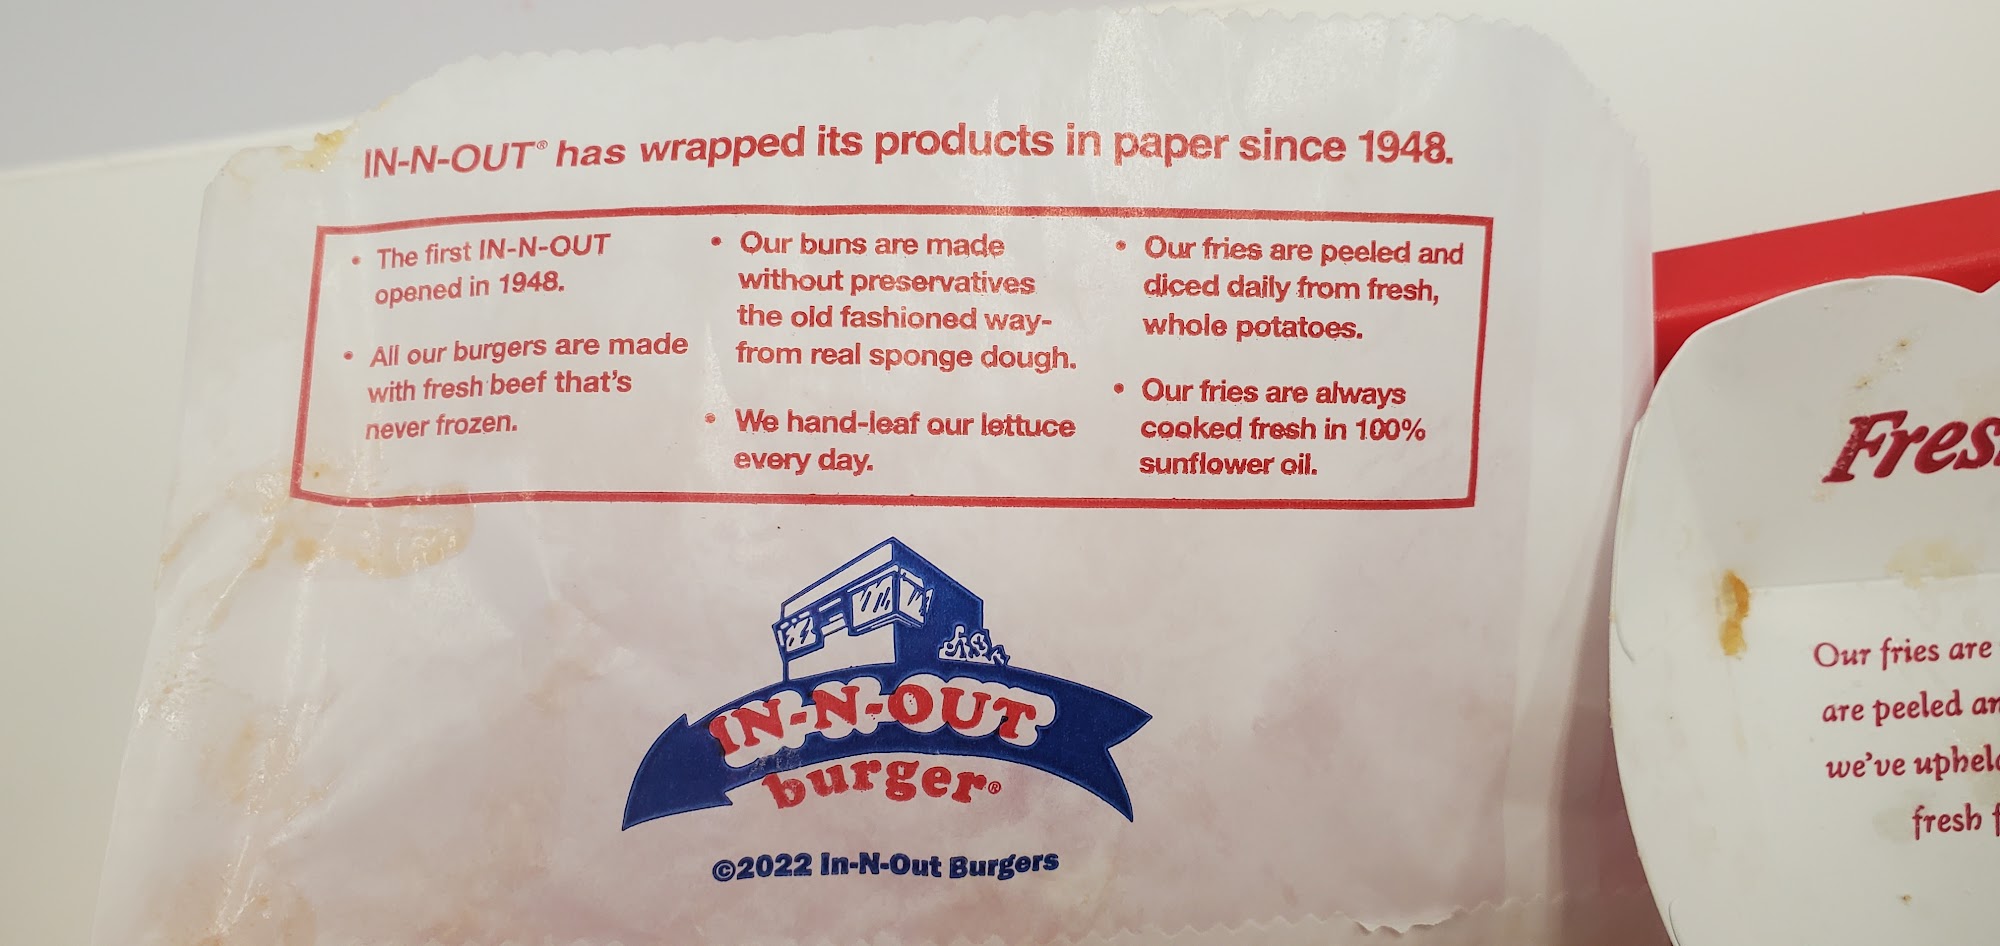 IN-N-OUT® has wrapped its products in paper since 1948.
• The first IN-N-OUT
opened in 1948.
• All our burgers are made
with fresh beef that's
never frozen.
• Our buns are made
without preservatives
the old fashioned way-
from real sponge dough.
• We hand-leaf our lettuce
every day.
• Our fries are peeled and
diced daily from fresh,
whole potatoes.
• Our fries are always
cooked fresh in 100%
sunflower oil.
IN-N-OUT
burger®
©2022 In-N-Out Burgers
Our fries are
are peeled
we've
fresh